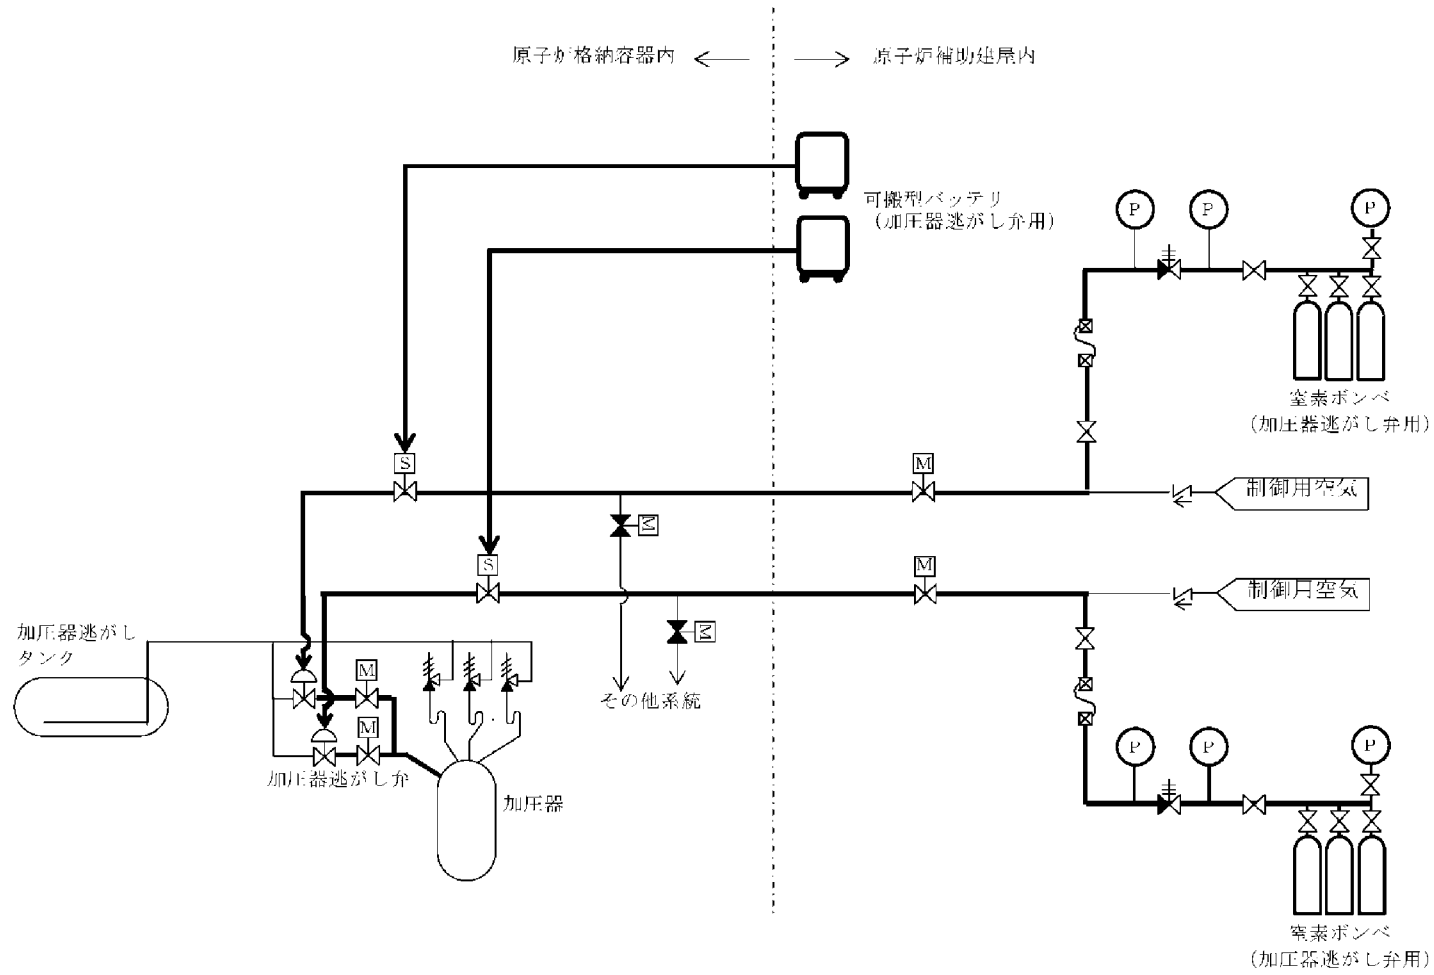 原子炉格納容器内
原子炉補助建屋内
可搬型バッテリ
（加圧器逃がし弁用）
P
P
P
窒素ボンベ
（加圧器逃がし弁用）
S
M
制御用空気
M
S
M
制御用空気
M
加圧器逃がし
タンク
M
その他系統
M
加圧器逃がし弁
加圧器
P
P
P
窒素ボンベ
（加圧器逃がし弁用）